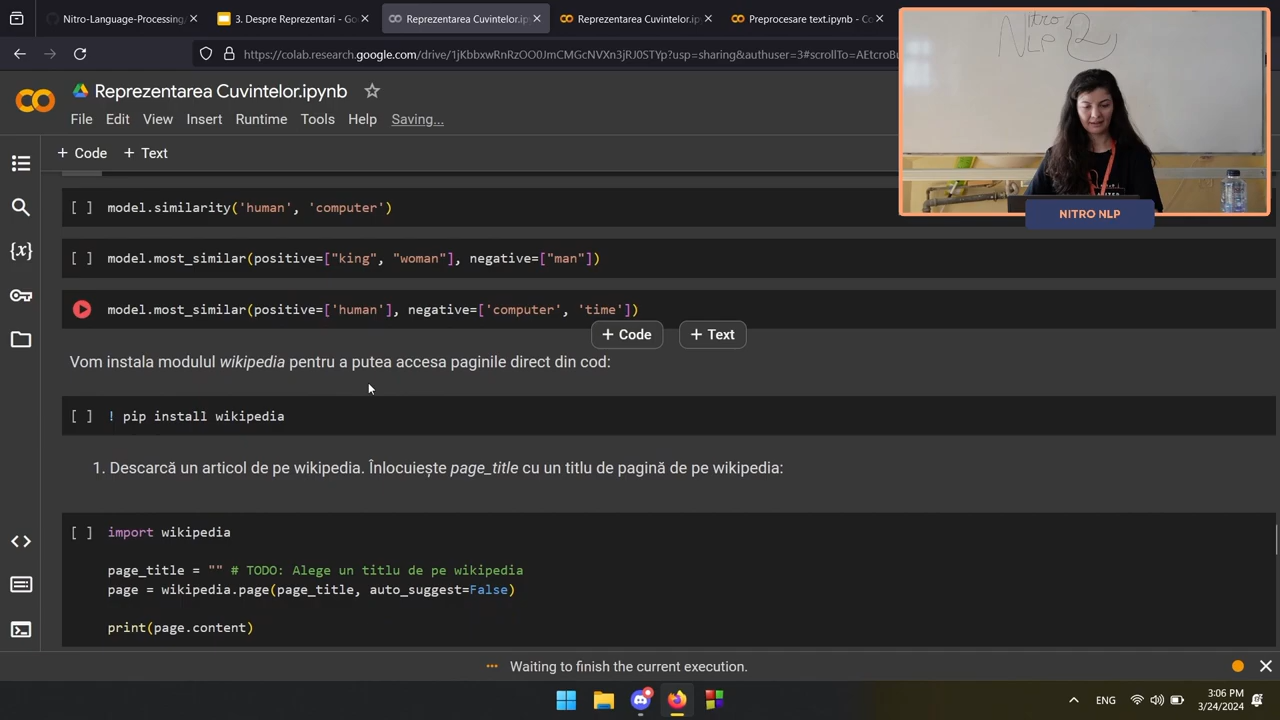 Nitro-Language-Processing/
3. Despre Reprezentari - Go
Reprezentarea Cuvintelor.ip
Reprezentarea Cuvintelor.ip
Preprocesare text.ipynb - Co
https://colab.research.google.com/drive/1jKbbxwRnRzOO0JmCMGcNVXn3jRJ0STYp?usp=sharing&authuser=3#scrollTo=AEtcroB
Nitro
NLP 2
NITRO NLP
Reprezentarea Cuvintelor.ipynb
File Edit View Insert Runtime Tools Help Saving...
+ Code + Text
[ ] model.similarity('human', 'computer')
[ ] model.most_similar(positive=["king", "woman"], negative=["man"])
model.most_similar(positive=['human'], negative=['computer', 'time'])
+ Code + Text
Vom instala modulul wikipedia pentru a putea accesa paginile direct din cod:
[ ] ! pip install wikipedia
1. Descarcă un articol de pe wikipedia. Înlocuiește page_title cu un titlu de pagină de pe wikipedia:
[ ] import wikipedia
page_title = "" # TODO: Alege un titlu de pe wikipedia
page = wikipedia.page(page_title, auto_suggest=False)
print(page.content)
Waiting to finish the current execution.
ENG
3:06 PM
3/24/2024